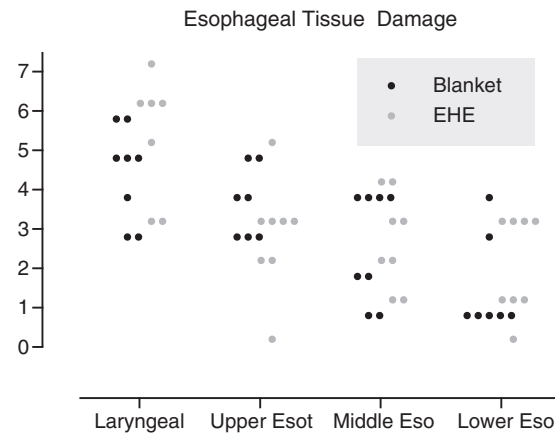 Esophageal Tissue Damage
7
6
5
4
3
2
1
0
Blanket
EHE
Laryngeal Upper Esot Middle Eso Lower Eso